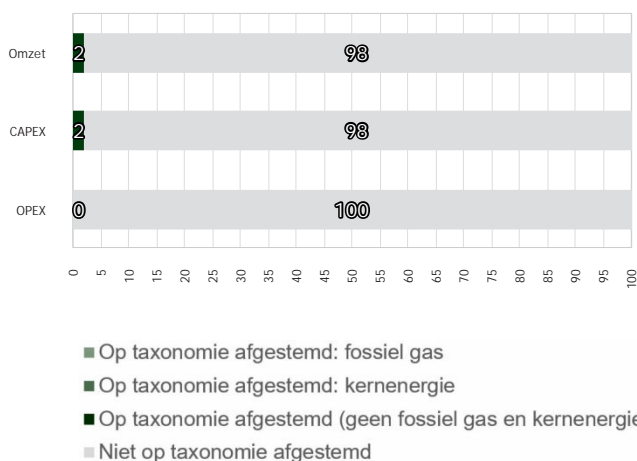 Omzet 2 98
CAPEX 2 98
OPEX 0 100
0 5 10 15 20 25 30 35 40 45 50 55 60 65 70 75 80 85 90 95 100
Op taxonomie afgestemd: fossiel gas
Op taxonomie afgestemd: kernenergie
Op taxonomie afgestemd (geen fossiel gas en kernenergie
Niet op taxonomie afgestemd